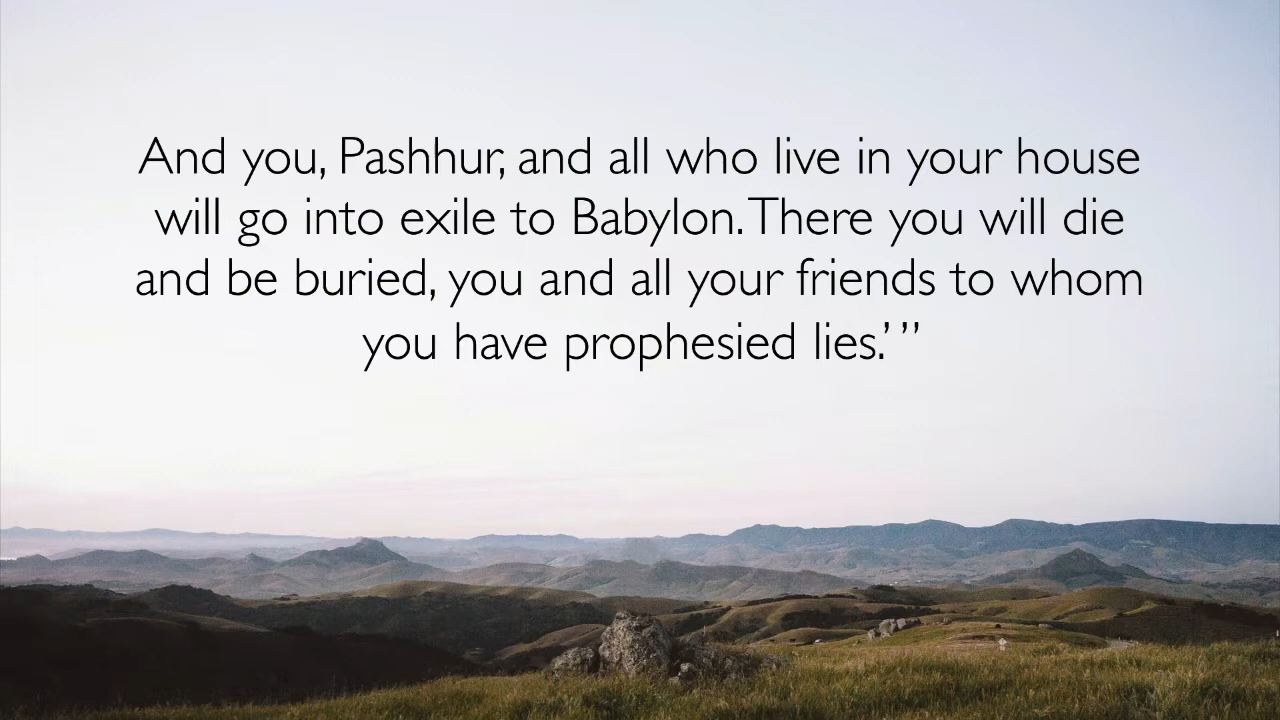 And you, Pashhur, and all who live in your house
will go into exile to Babylon. There you will die
and be buried, you and all your friends to whom
you have prophesied lies.’ ”